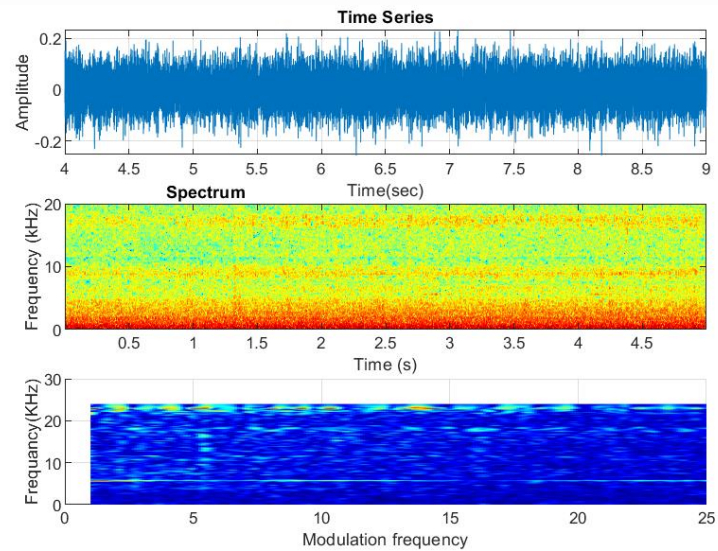 Time Series
0.2
0
-0.2
Amplitude
4 4.5 5 5.5 6 6.5 7 7.5 8 8.5 9
Time(sec)
Spectrum
20
10
0
Frequency (kHz)
0.5 1 1.5 2 2.5 3 3.5 4 4.5
Time (s)
30
20
10
0
Frequancy(KHz)
0 5 10 15 20 25
Modulation frequency